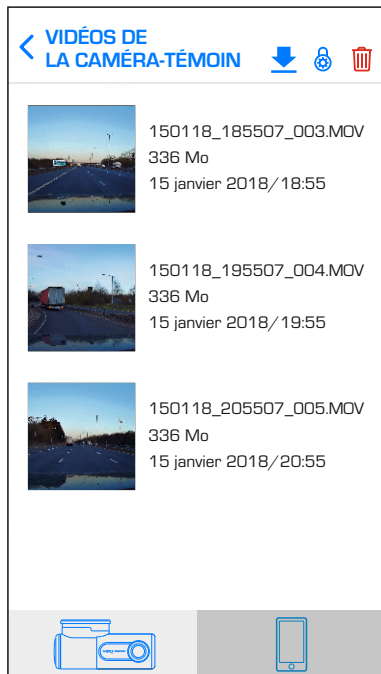 VIDÉOS DE
LA CAMÉRA-TÉMOIN
150118_185507_003.MOV
336 Mo
15 janvier 2018/18:55
150118_195507_004.MOV
336 Mo
15 janvier 2018/19:55
150118_205507_005.MOV
336 Mo
15 janvier 2018/20:55